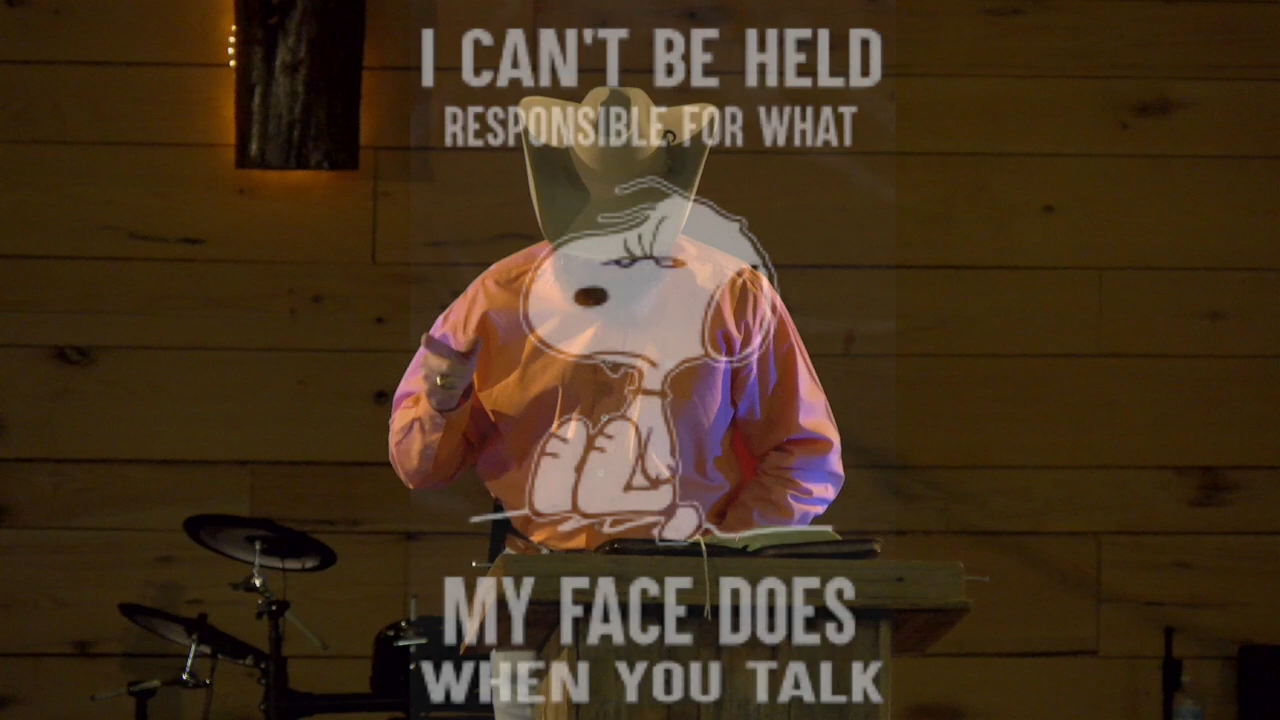 I CAN'T BE HELD
RESPONSIBLE FOR WHAT
MY FACE DOES
WHEN YOU TALK